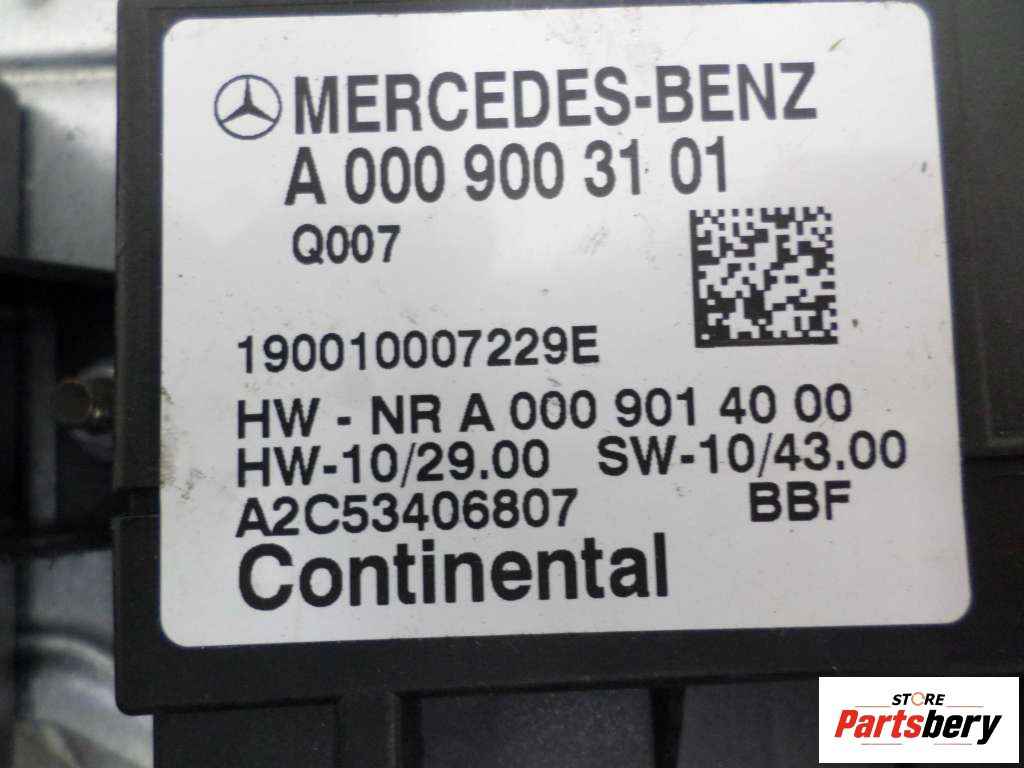 MERCEDES-BENZ
A 000 900 31 01
Q007
190010007229E
HW - NR A 000 901 40 00
HW-10/29.00 SW-10/43.00
A2C53406807 BBF
Continental
STORE
Partsbery